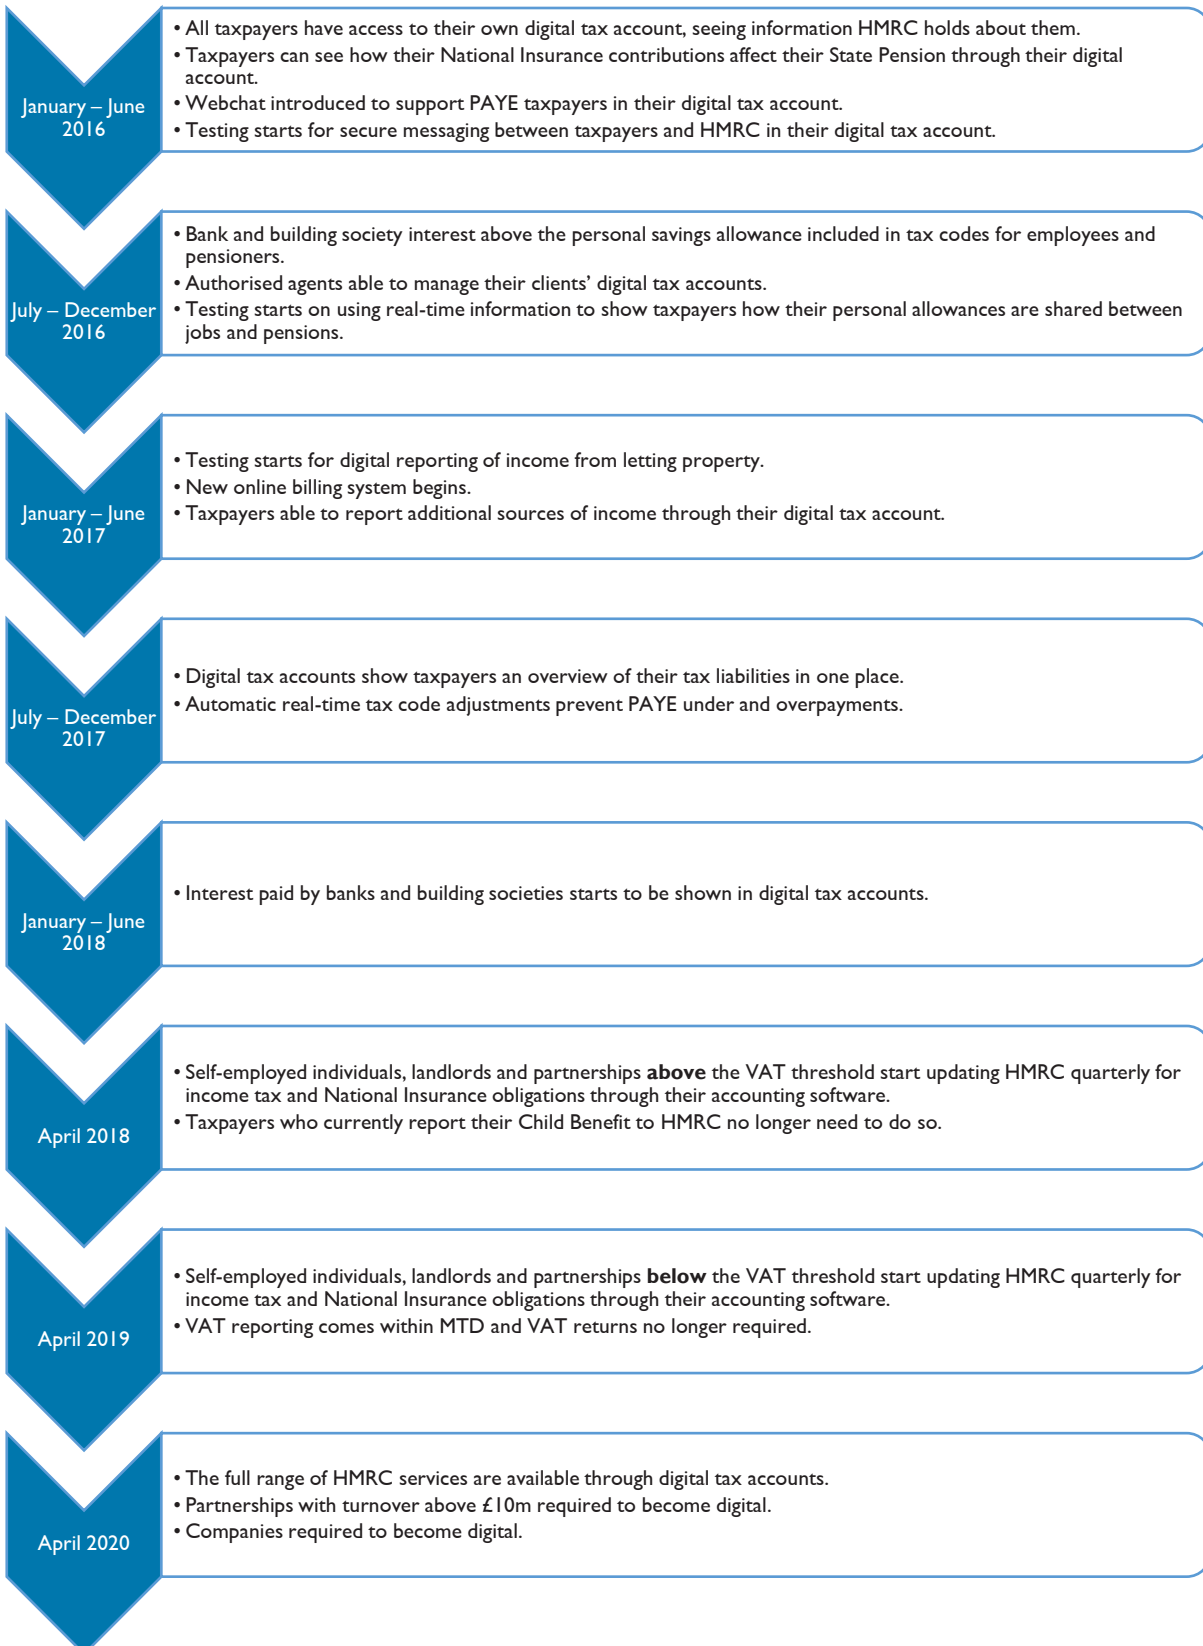 January – June
2016
• All taxpayers have access to their own digital tax account, seeing information HMRC holds about them.
• Taxpayers can see how their National Insurance contributions affect their State Pension through their digital
account.
• Webchat introduced to support PAYE taxpayers in their digital tax account.
• Testing starts for secure messaging between taxpayers and HMRC in their digital tax account.
July – December
2016
• Bank and building society interest above the personal savings allowance included in tax codes for employees and
pensioners.
• Authorised agents able to manage their clients’ digital tax accounts.
• Testing starts on using real-time information to show taxpayers how their personal allowances are shared between
jobs and pensions.
January – June
2017
• Testing starts for digital reporting of income from letting property.
• New online billing system begins.
• Taxpayers able to report additional sources of income through their digital tax account.
July – December
2017
• Digital tax accounts show taxpayers an overview of their tax liabilities in one place.
• Automatic real-time tax code adjustments prevent PAYE under and overpayments.
January – June
2018
• Interest paid by banks and building societies starts to be shown in digital tax accounts.
April 2018
• Self-employed individuals, landlords and partnerships above the VAT threshold start updating HMRC quarterly for
income tax and National Insurance obligations through their accounting software.
• Taxpayers who currently report their Child Benefit to HMRC no longer need to do so.
April 2019
• Self-employed individuals, landlords and partnerships below the VAT threshold start updating HMRC quarterly for
income tax and National Insurance obligations through their accounting software.
• VAT reporting comes within MTD and VAT returns no longer required.
April 2020
• The full range of HMRC services are available through digital tax accounts.
• Partnerships with turnover above £10m required to become digital.
• Companies required to become digital.